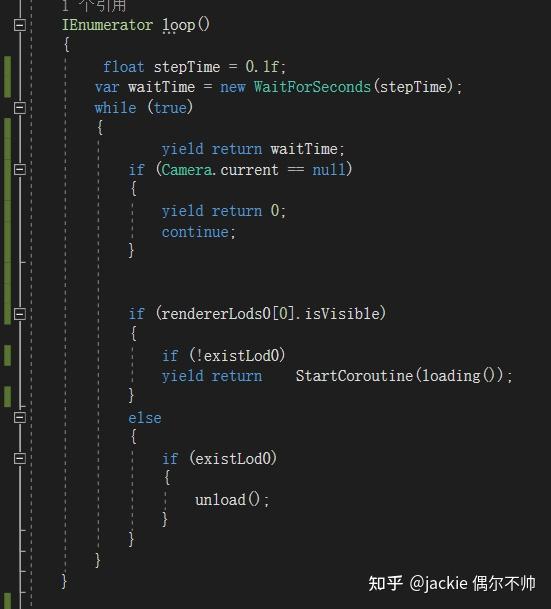 1 个引用
IEnumerator loop()
{
float stepTime = 0.1f;
var waitTime = new WaitForSeconds(stepTime);
while (true)
{
yield return waitTime;
if (Camera.current == null)
{
yield return 0;
continue;
}
if (rendererLods0[0].isVisible)
{
if (!existLod0)
yield return    StartCoroutine(loading());
}
else
{
if (existLod0)
{
unload();
}
}
}
}
知乎 @jackie 偶尔不帅